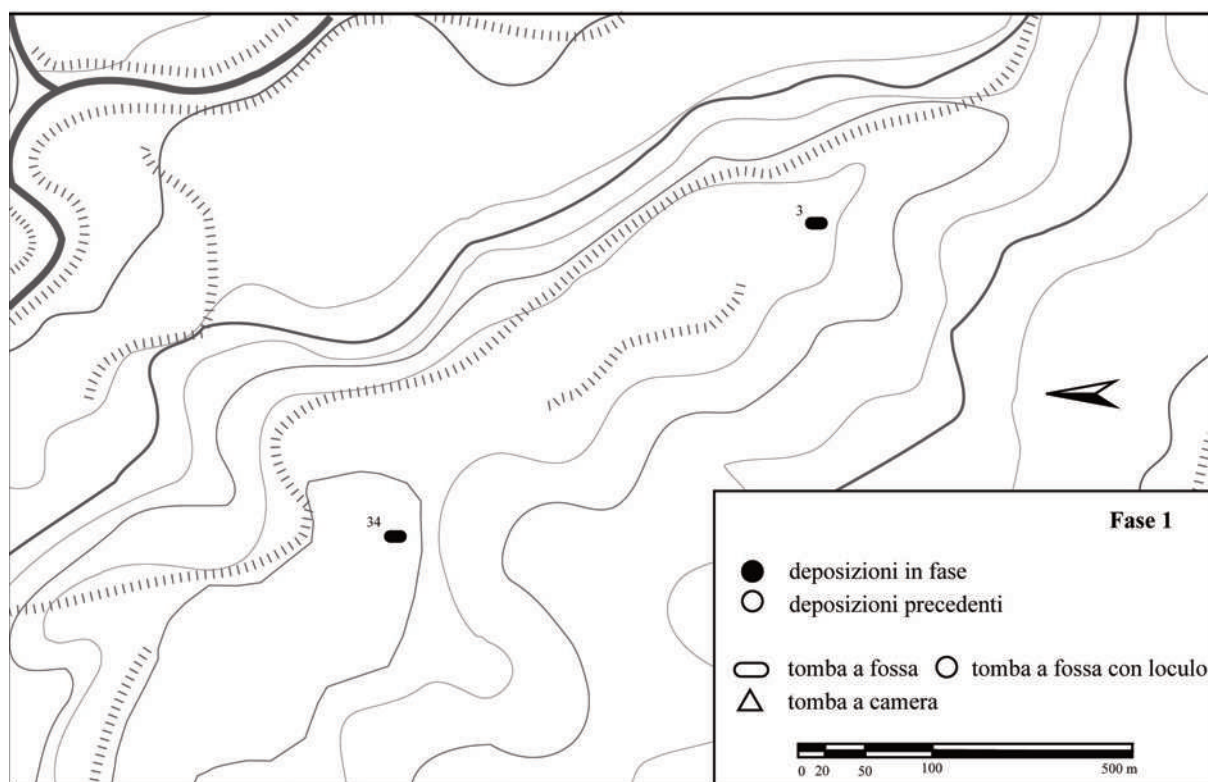 3
34
Fase 1
deposizioni in fase
deposizioni precedenti
tomba a fossa tomba a fossa con loculo
tomba a camera
0 20 50 100 500 m